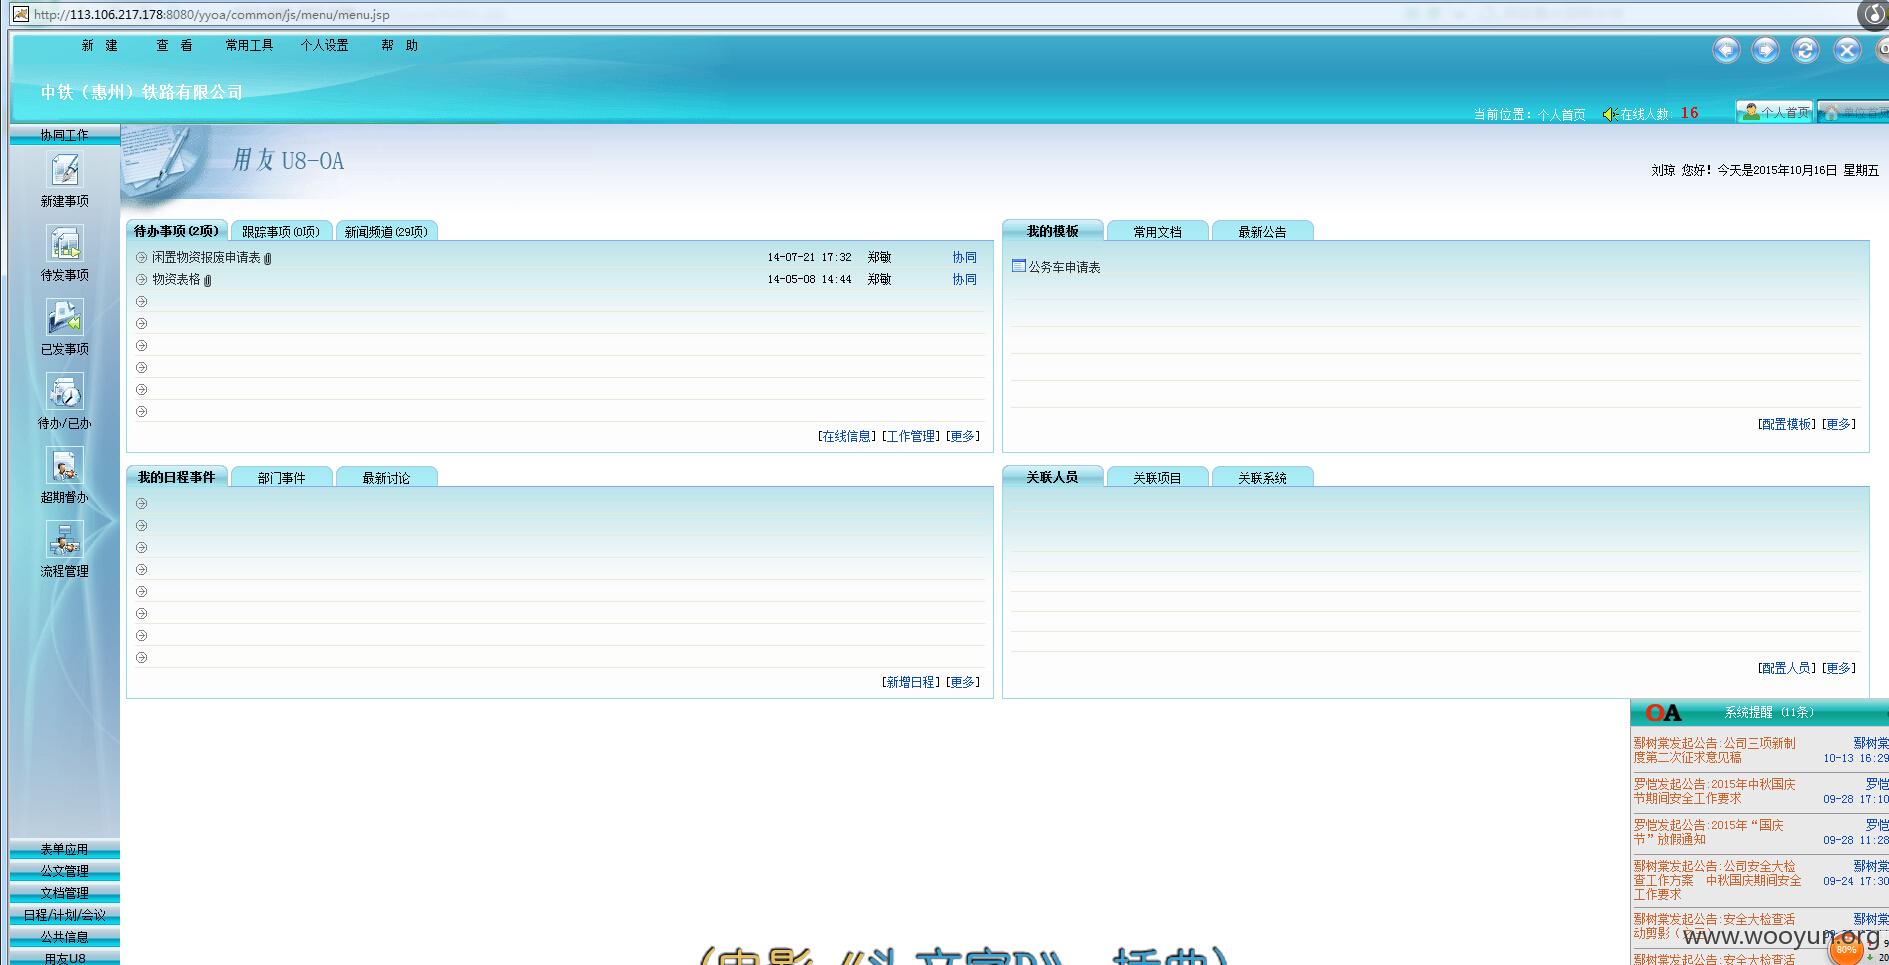 http://113.106.217.178:8080/yyoa/common/js/menu/menu.jsp
新 建 查 看 常用工具 个人设置 帮 助
中铁（惠州）铁路有限公司
当前位置：个人首页 在线人数: 16 个人首页 单位首页
协同工作
新建事项
待发事项
已发事项
待办/已办
超期督办
流程管理
表单应用
公文管理
文档管理
日程/计划/会议
公共信息
用友U8
用友 U8-OA
刘琼 您好！今天是2015年10月16日 星期五
待办事项(2项) 跟踪事项(0项) 新闻频道(29项)
闲置物资报废申请表 14-07-21 17:32 郑敏 协同
物资表格 14-05-08 14:44 郑敏 协同
[在线信息] [工作管理] [更多]
我的模板 常用文档 最新公告
公务车申请表
[配置模板] [更多]
我的日程事件 部门事件 最新讨论
[新增日程] [更多]
关联人员 关联项目 关联系统
[配置人员] [更多]
OA 系统提醒 (11条)
鄢树棠发起公告:公司三项新制 鄢树棠
度第二次征求意见稿 10-13 16:29
罗恺发起公告:2015年中秋国庆 罗恺
节期间安全工作要求 09-28 17:10
罗恺发起公告:2015年“国庆 罗恺
节”放假通知 09-28 11:28
鄢树棠发起公告:公司安全大检 鄢树棠
查工作方案 中秋国庆期间安全 09-24 17:30
工作要求
鄢树棠发起公告:安全大检查活 鄢树棠
动剪影
鄢树棠发起公告:安全大检查活
www.wooyun.org
80%